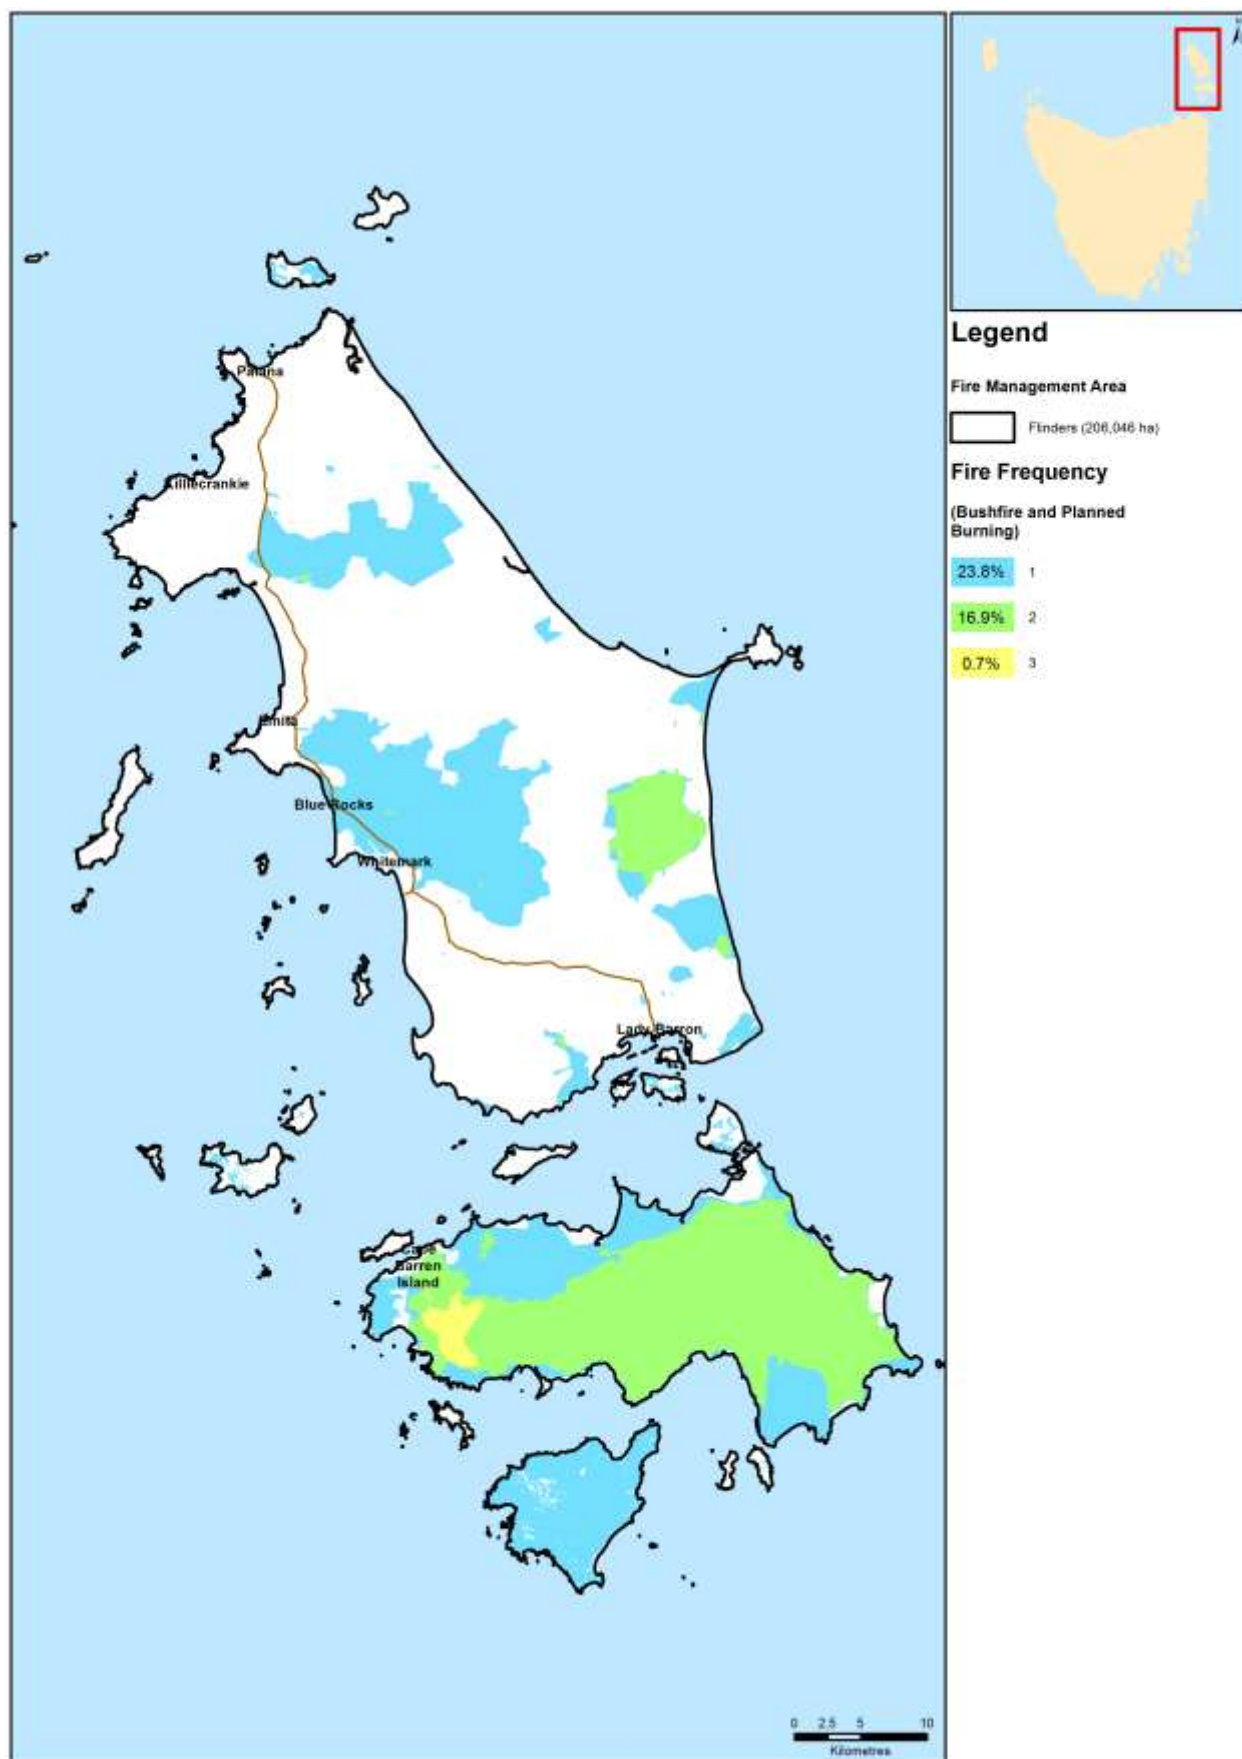 Palana
Killiecrankie
Emita
Blue Rocks
Whitemark
Lady Barron
Cape
Barren
Island
0 2.5 5 10
Kilometres
Legend
Fire Management Area
Flinders (206,046 ha)
Fire Frequency
(Bushfire and Planned
Burning)
23.8% 1
16.9% 2
0.7% 3